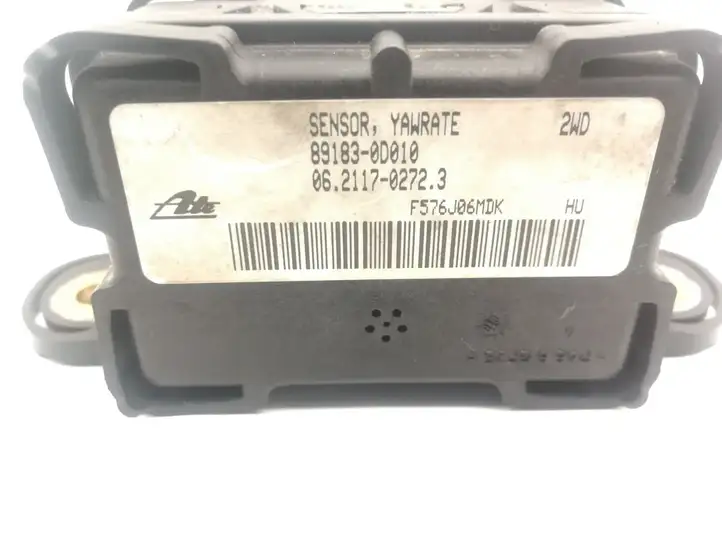 SENSOR, YAWRATE 2WD
89183-0D010
06.2117-0272.3
Ate F576J06MDK HU